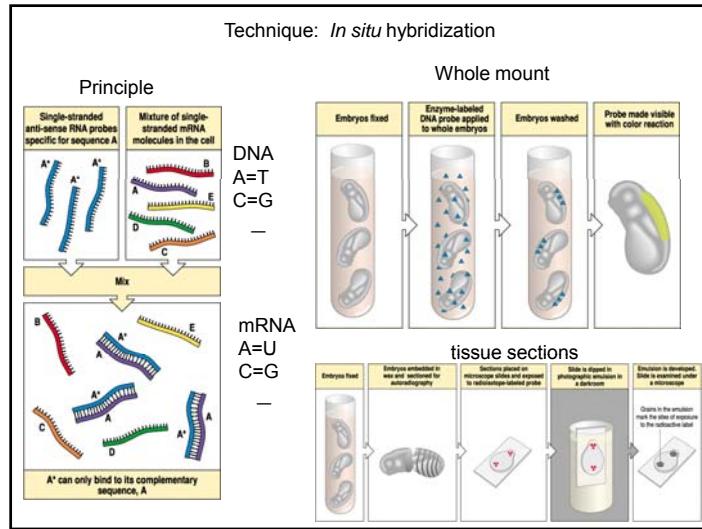 Technique: In situ hybridization
Principle
Single-stranded
anti-sense RNA probes
specific for sequence A
Mixture of single-
stranded mRNA
molecules in the cell
A*
A*
A*
B
A
E
D
C
Mix
B
A*
A
E
A*
A
C
D
A
A*
A* can only bind to its complementary
sequence, A
DNA
A=T
C=G
—
mRNA
A=U
C=G
—
Whole mount
Embryos fixed
Enzyme-labeled
DNA probe applied
to whole embryos
Embryos washed
Probe made visible
with color reaction
tissue sections
Embryos fixed
Embryos embedded in
wax and sectioned for
autoradiography
Sections placed on
microscope slides and exposed
to radioisotope-labeled probe
Slide is dipped in
photographic emulsion in
a darkroom
Emulsion is developed.
Slide is examined under
a microscope
Grains in the emulsion
mark the sites of exposure
to the radioactive label